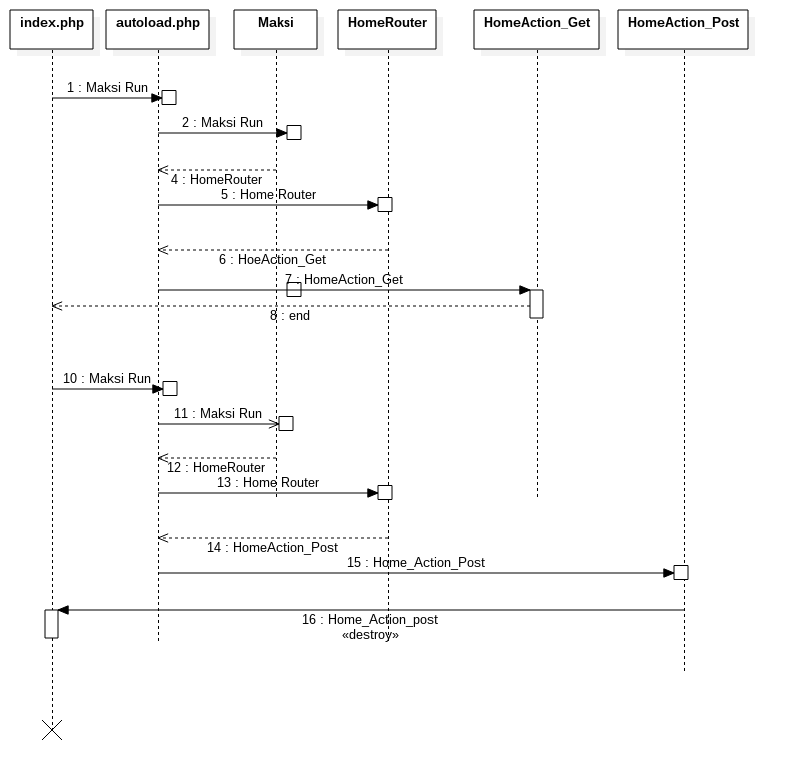 index.php
autoload.php
Maksi
HomeRouter
HomeAction_Get
HomeAction_Post
1 : Maksi Run
2 : Maksi Run
4 : HomeRouter
5 : Home Router
6 : HoeAction_Get
7 : HomeAction_Get
8 : end
10 : Maksi Run
11 : Maksi Run
12 : HomeRouter
13 : Home Router
14 : HomeAction_Post
15 : Home_Action_Post
16 : Home_Action_post
«destroy»